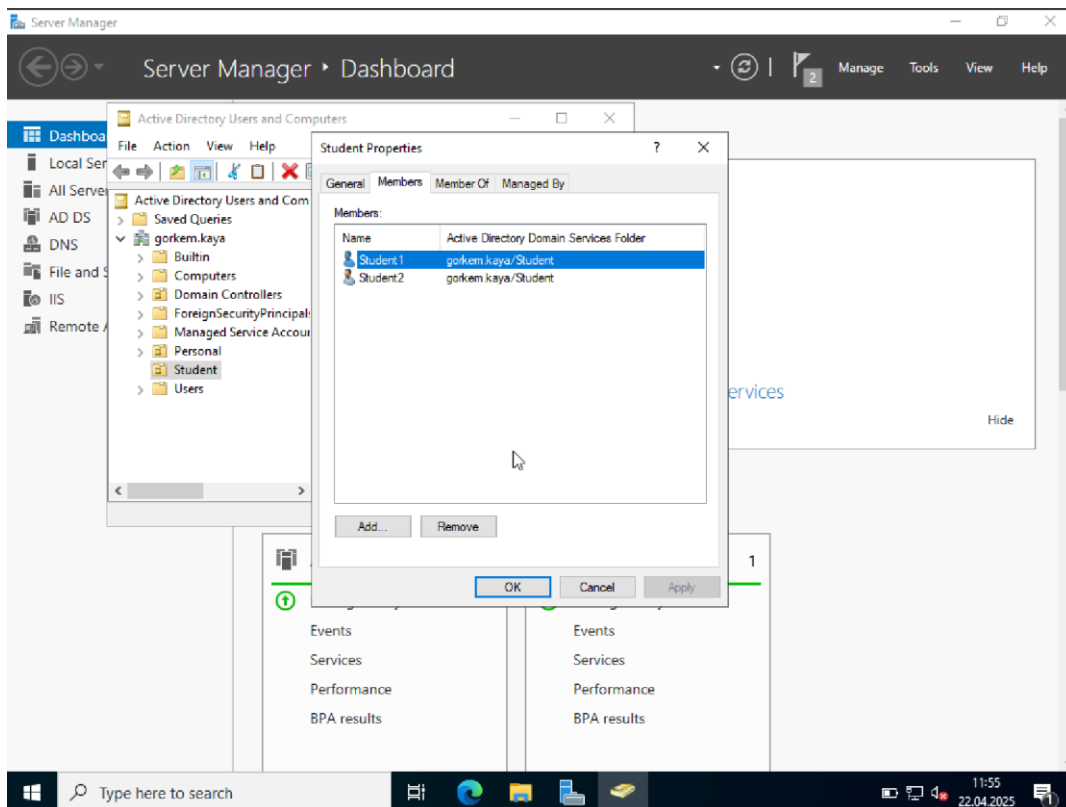 Server Manager
Server Manager • Dashboard
2
Manage
Tools
View
Help
Dashboa
Local Ser
All Server
AD DS
DNS
File and S
IIS
Remote A
Active Directory Users and Computers
File Action View Help
Active Directory Users and Com
Saved Queries
gorkem.kaya
Builtin
Computers
Domain Controllers
ForeignSecurityPrincipals
Managed Service Accour
Personal
Student
Users
Student Properties
?
General Members Member Of Managed By
Members:
Name Active Directory Domain Services Folder
Student1 gorkem.kaya/Student
Student2 gorkem.kaya/Student
Add... Remove
OK Cancel Apply
ervices
Hide
1
Events
Services
Performance
BPA results
Events
Services
Performance
BPA results
Type here to search
11:55
22.04.2025